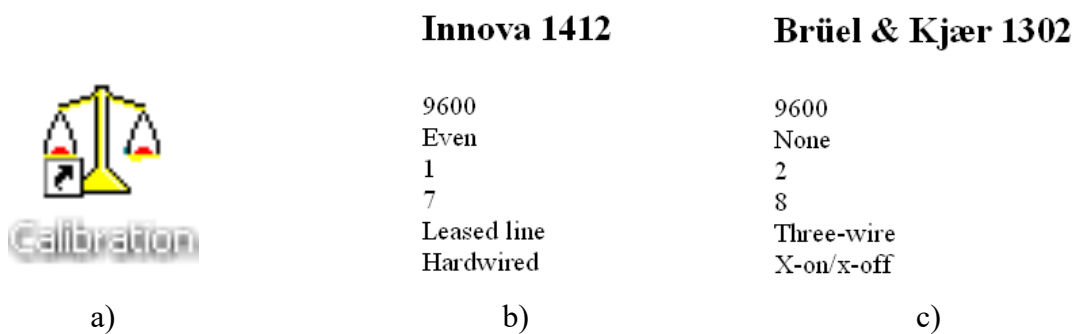 Calibration
a)
Innova 1412
9600
Even
1
7
Leased line
Hardwired
b)
Brüel & Kjær 1302
9600
None
2
8
Three-wire
X-on/x-off
c)